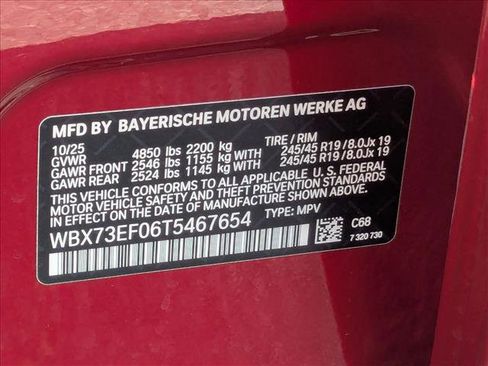 MFD BY BAYERISCHE MOTOREN WERKE AG
10/25 TIRE / RIM
GVWR 4850 lbs 2200 kg
GAWR FRONT 2546 lbs 1155 kg 245/45 R19 / 8.0Jx 19
GAWR REAR 2524 lbs 1145 kg 245/45 R19 / 8.0Jx 19
THIS VEHICLE CONFORMS TO ALL APPLICABLE U. S. FEDERAL
MOTOR VEHICLE SAFETY, BUMPER, AND THEFT PREVENTION
STANDARDS IN EFFECT ON THE DATE OF MANUFACTURE SHOWN ABOVE.
WBX73EF06T5467654 TYPE: MPV
C68
7 320 730